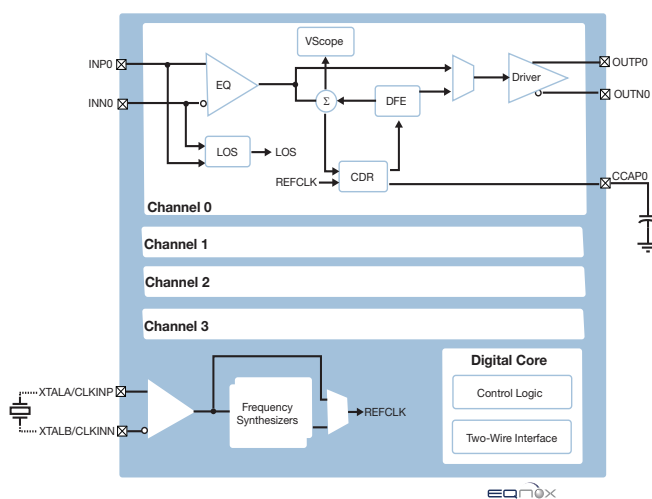 VScope
INP0
EQ
Driver
OUTP0
INN0
Σ
DFE
OUTN0
LOS
LOS
REFCLK
CDR
CCAP0
Channel 0
Channel 1
Channel 2
Channel 3
Digital Core
XTALA/CLKINP
Control Logic
Frequency
Synthesizers
REFCLK
XTALB/CLKINN
Two-Wire Interface
EQNOX